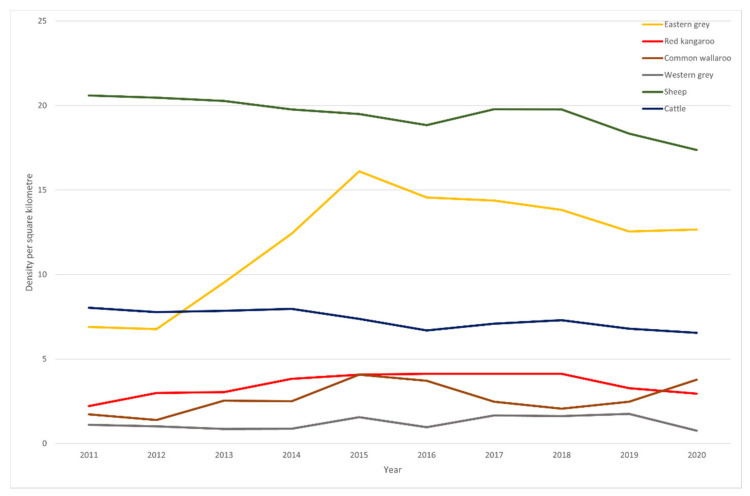 25
Eastern grey
Red kangaroo
Common wallaroo
Western grey
Sheep
Cattle
20
15
10
5
0
Density per square kilometre
2011 2012 2013 2014 2015 2016 2017 2018 2019 2020
Year